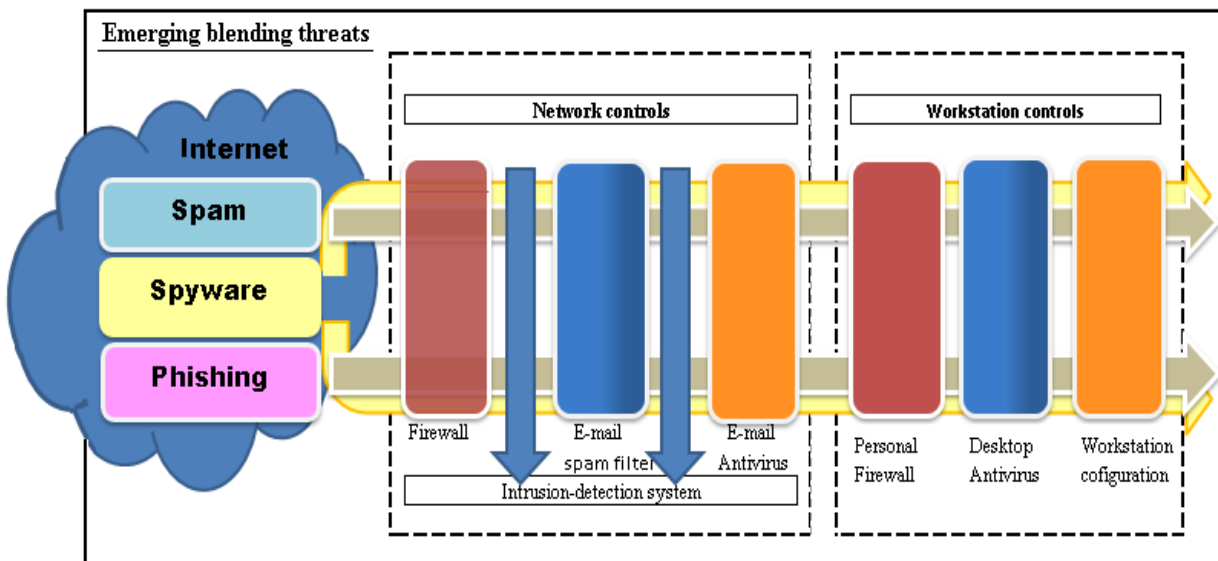 Emerging blending threats
Internet
Spam
Spyware
Phishing
Network controls
Firewall
E-mail
spam filter
E-mail
Antivirus
Intrusion-detection system
Workstation controls
Personal
Firewall
Desktop
Antivirus
Workstation
cofiguration